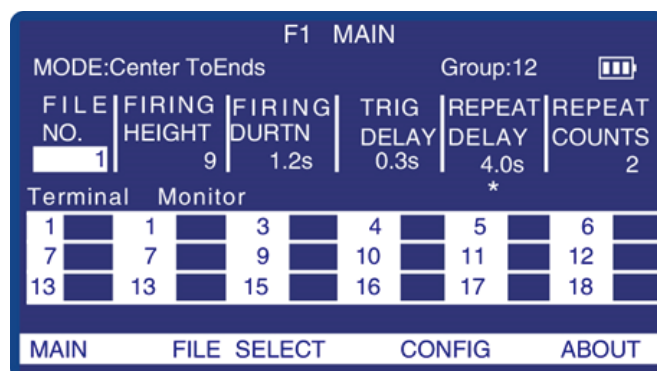 F1 MAIN
MODE:Center ToEnds Group:12
FILE NO. FIRING HEIGHT FIRING DURTN TRIG DELAY REPEAT DELAY REPEAT COUNTS
1 9 1.2s 0.3s 4.0s 2
Terminal Monitor *
1 1 3 4 5 6
7 7 9 10 11 12
13 13 15 16 17 18
MAIN FILE SELECT CONFIG ABOUT